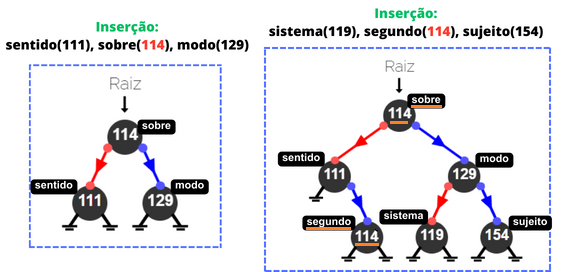 Inserção:
sentido(111), sobre(114), modo(129)
Raiz
114
sobre
sentido
modo
111
129
Inserção:
sistema(119), segundo(114), sujeito(154)
Raiz
sobre
114
sentido
modo
111
129
segundo
sistema
sujeito
114
119
154